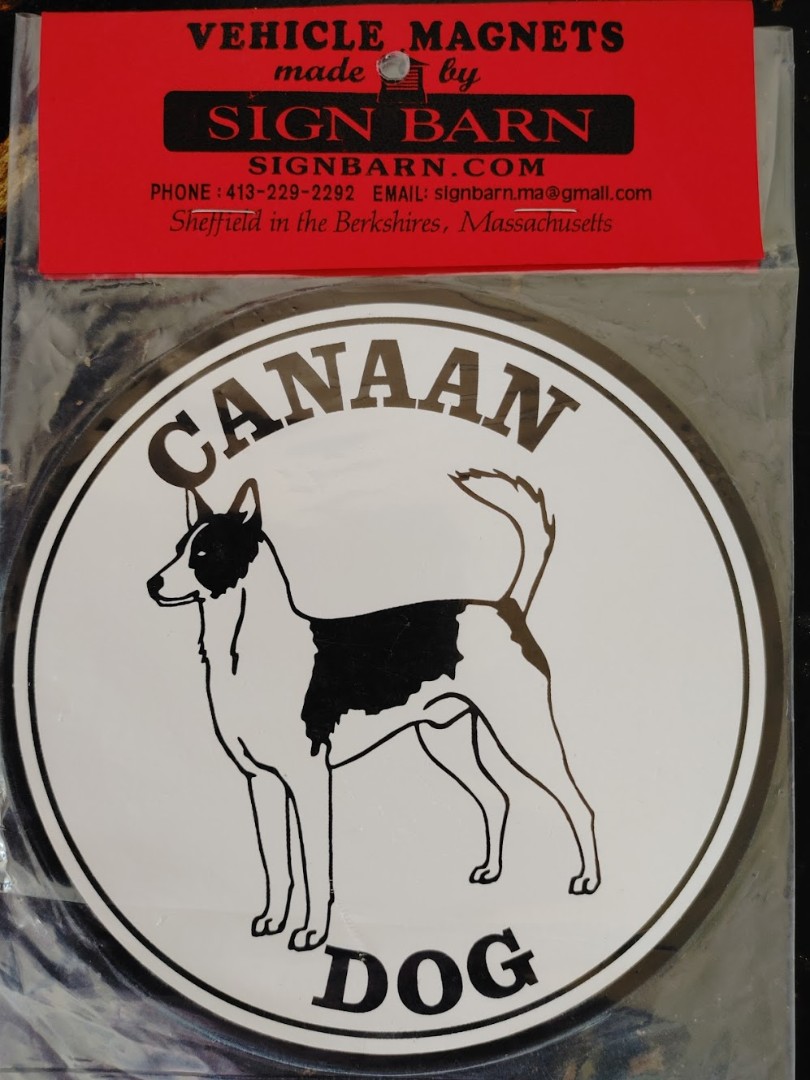 VEHICLE MAGNETS
made by
SIGN BARN
SIGNBARN.COM
PHONE: 413-229-2292 EMAIL: signbarn.ma@gmail.com
Sheffield in the Berkshires, Massachusetts
CANAAN
DOG